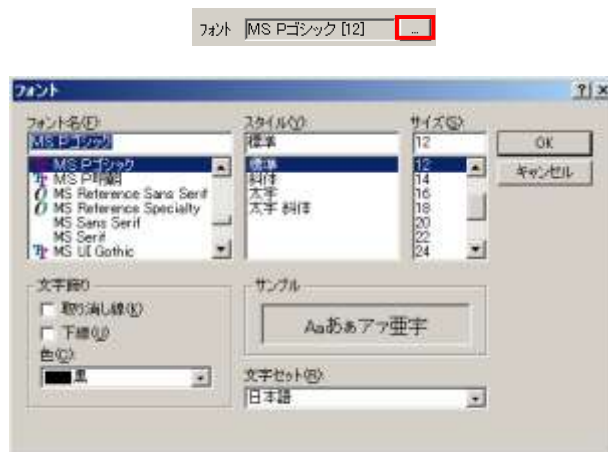 フォント MS Pゴシック [12] ...
フォント
フォント名(F): スタイル(Y): サイズ(S):
MS Pゴシック 標準 12 OK
MS Pゴシック 標準 12 キャンセル
MS P明朝 斜体 14
MS Reference Sans Serif 太字 16
MS Reference Specialty 太字 斜体 18
MS Sans Serif 20
MS Serif 22
MS UI Gothic 24
文字飾り サンプル
取り消し線(K) Aaあぁアァ亜宇
下線(U)
色(C):
黒 文字セット(R):
日本語